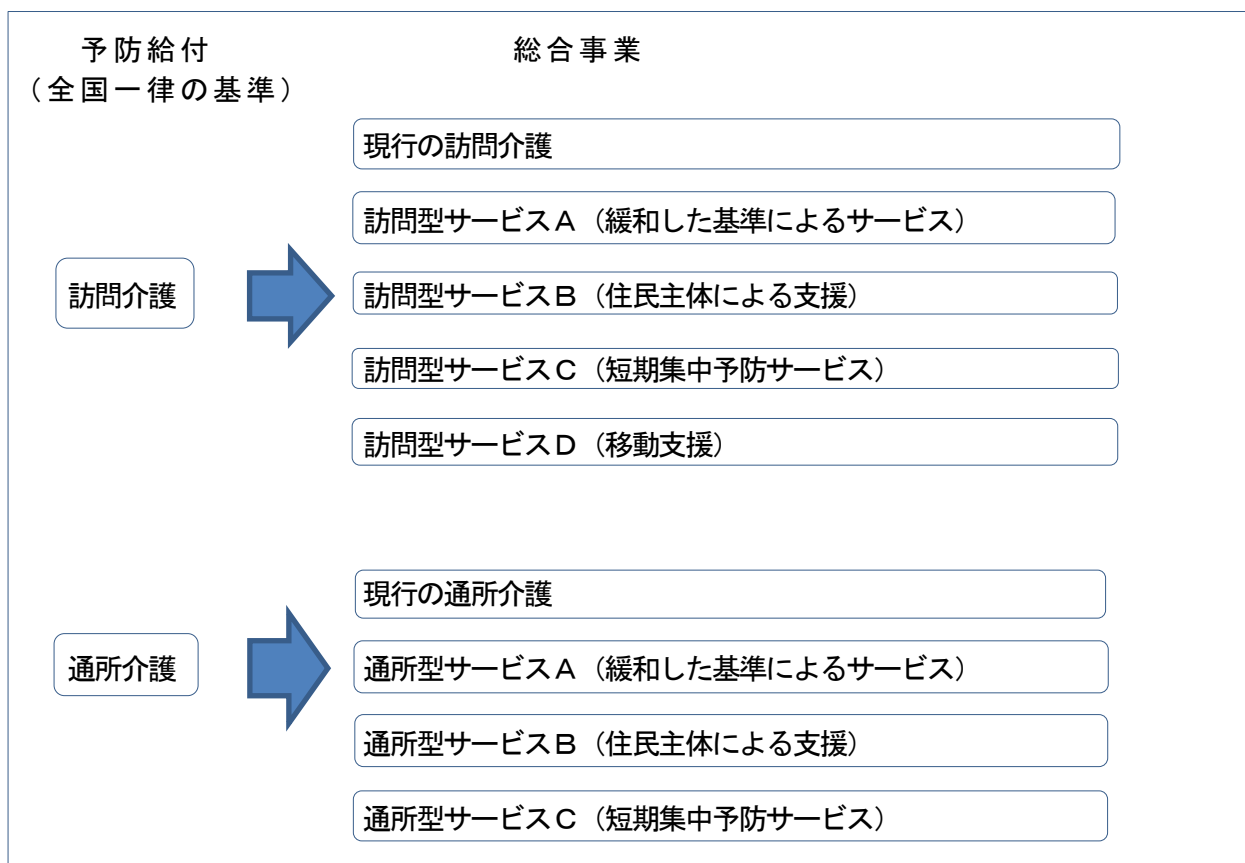 予防給付
（全国一律の基準）
総合事業
訪問介護
現行の訪問介護
訪問型サービスＡ（緩和した基準によるサービス）
訪問型サービスＢ（住民主体による支援）
訪問型サービスＣ（短期集中予防サービス）
訪問型サービスＤ（移動支援）
通所介護
現行の通所介護
通所型サービスＡ（緩和した基準によるサービス）
通所型サービスＢ（住民主体による支援）
通所型サービスＣ（短期集中予防サービス）